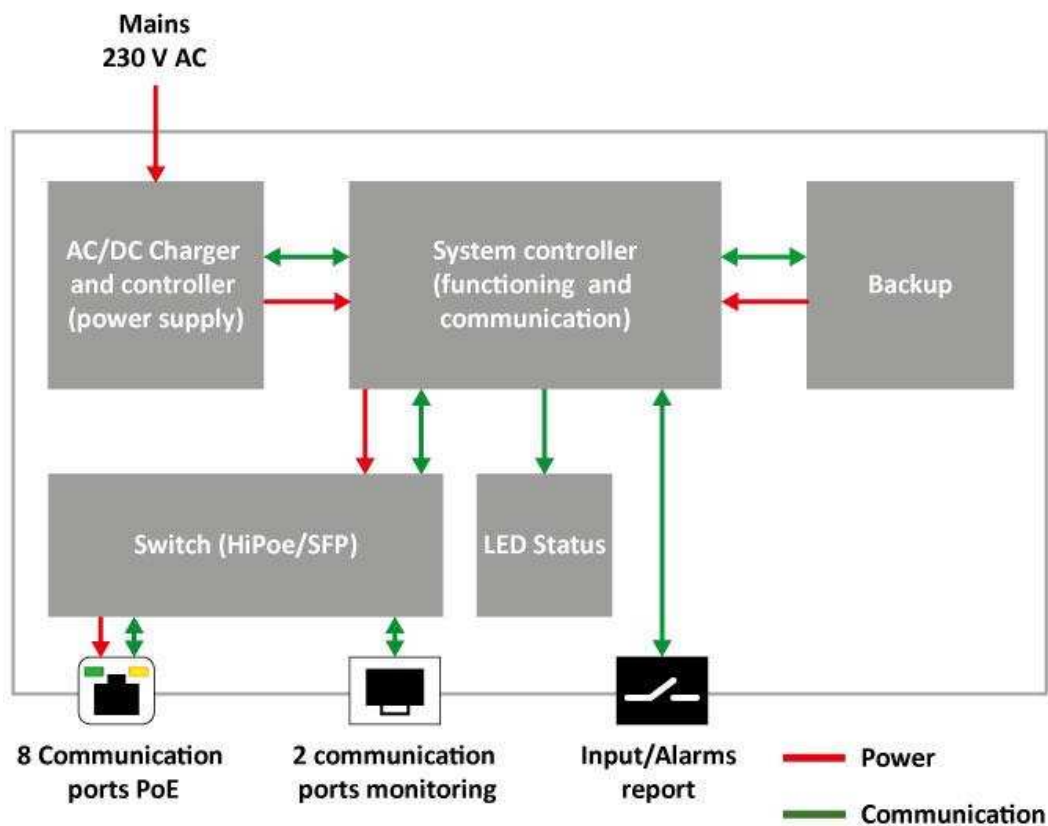 Mains
230 V AC
AC/DC Charger
and controller
(power supply)
System controller
(functioning and
communication)
Backup
Switch (HiPoe/SFP)
LED Status
8 Communication
ports PoE
2 communication
ports monitoring
Input/Alarms
report
Power
Communication